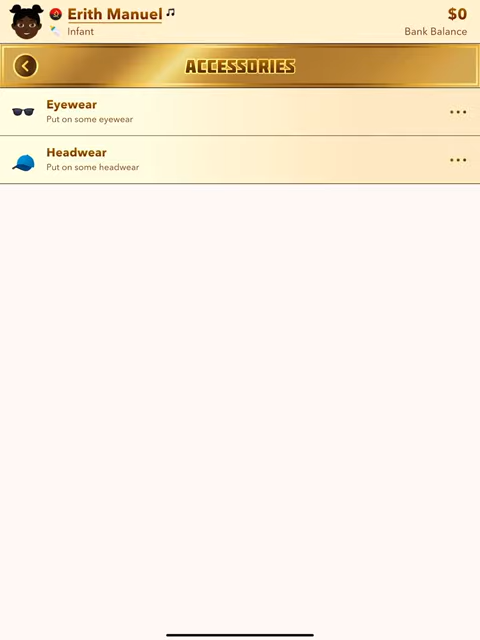 Erith Manuel
$0
Infant
Bank Balance
ACCESSORIES
Eyewear
Put on some eyewear
Headwear
Put on some headwear